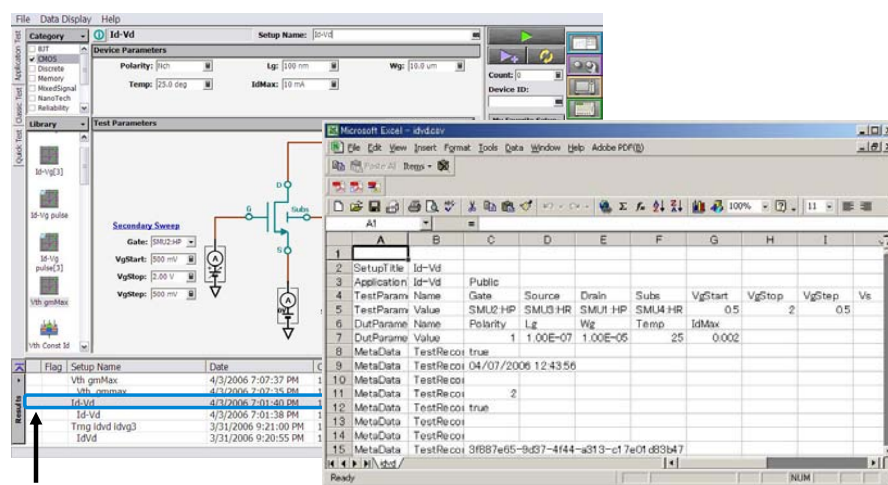 File Data Display Help
Category
Id-Vd
Setup Name: Id-Vd
BJT
CMOS
Discrete
Memory
MixedSignal
NanoTech
Reliability
Application Test
Classic Test
Quick Test
Device Parameters
Polarity: Nch
Lg: 100 nm
Wg: 10.0 um
Temp: 25.0 deg
IdMax: 10 mA
Count: 0
Device ID:
Library
Test Parameters
Id-Vg[3]
Id-Vg pulse
Id-Vg pulse[3]
Vth gmMax
Vth Const Id
D
G
Subs
S
A
A
Secondary Sweep
Gate: SMU2:HP
VgStart: 500 mV
VgStop: 2.00 V
VgStep: 500 mV
Results
Flag Setup Name Date
Vth gmMax 4/3/2006 7:07:37 PM
Vth gmmax 4/3/2006 7:07:35 PM
Id-Vd 4/3/2006 7:01:40 PM
Id-Vd 4/3/2006 7:01:38 PM
Trng idvd idvg3 3/31/2006 9:21:00 PM
IdVd 3/31/2006 9:20:55 PM
Microsoft Excel - idvd.csv
File Edit View Insert Format Tools Data Window Help Adobe PDF(B)
Paste All Items
100%
11
A1 =
A B C D E F G H I
1
2 SetupTitle Id-Vd
3 Application Id-Vd Public
4 TestParam Name Gate Source Drain Subs VgStart VgStop VgStep Vs
5 TestParam Value SMU2:HP SMU3:HR SMU1:HP SMU4:HR 0.5 2 0.5
6 DutParame Name Polarity Lg Wg Temp IdMax
7 DutParame Value 1 1.00E-07 1.00E-05 25 0.002
8 MetaData TestRecor true
9 MetaData TestRecor 04/07/2006 12:43:56
10 MetaData TestRecor
11 MetaData TestRecor 2
12 MetaData TestRecor true
13 MetaData TestRecor
14 MetaData TestRecor
15 MetaData TestRecor 3f887e65-9d37-4f44-a313-c17e01d83b47
idvd
Ready NUM